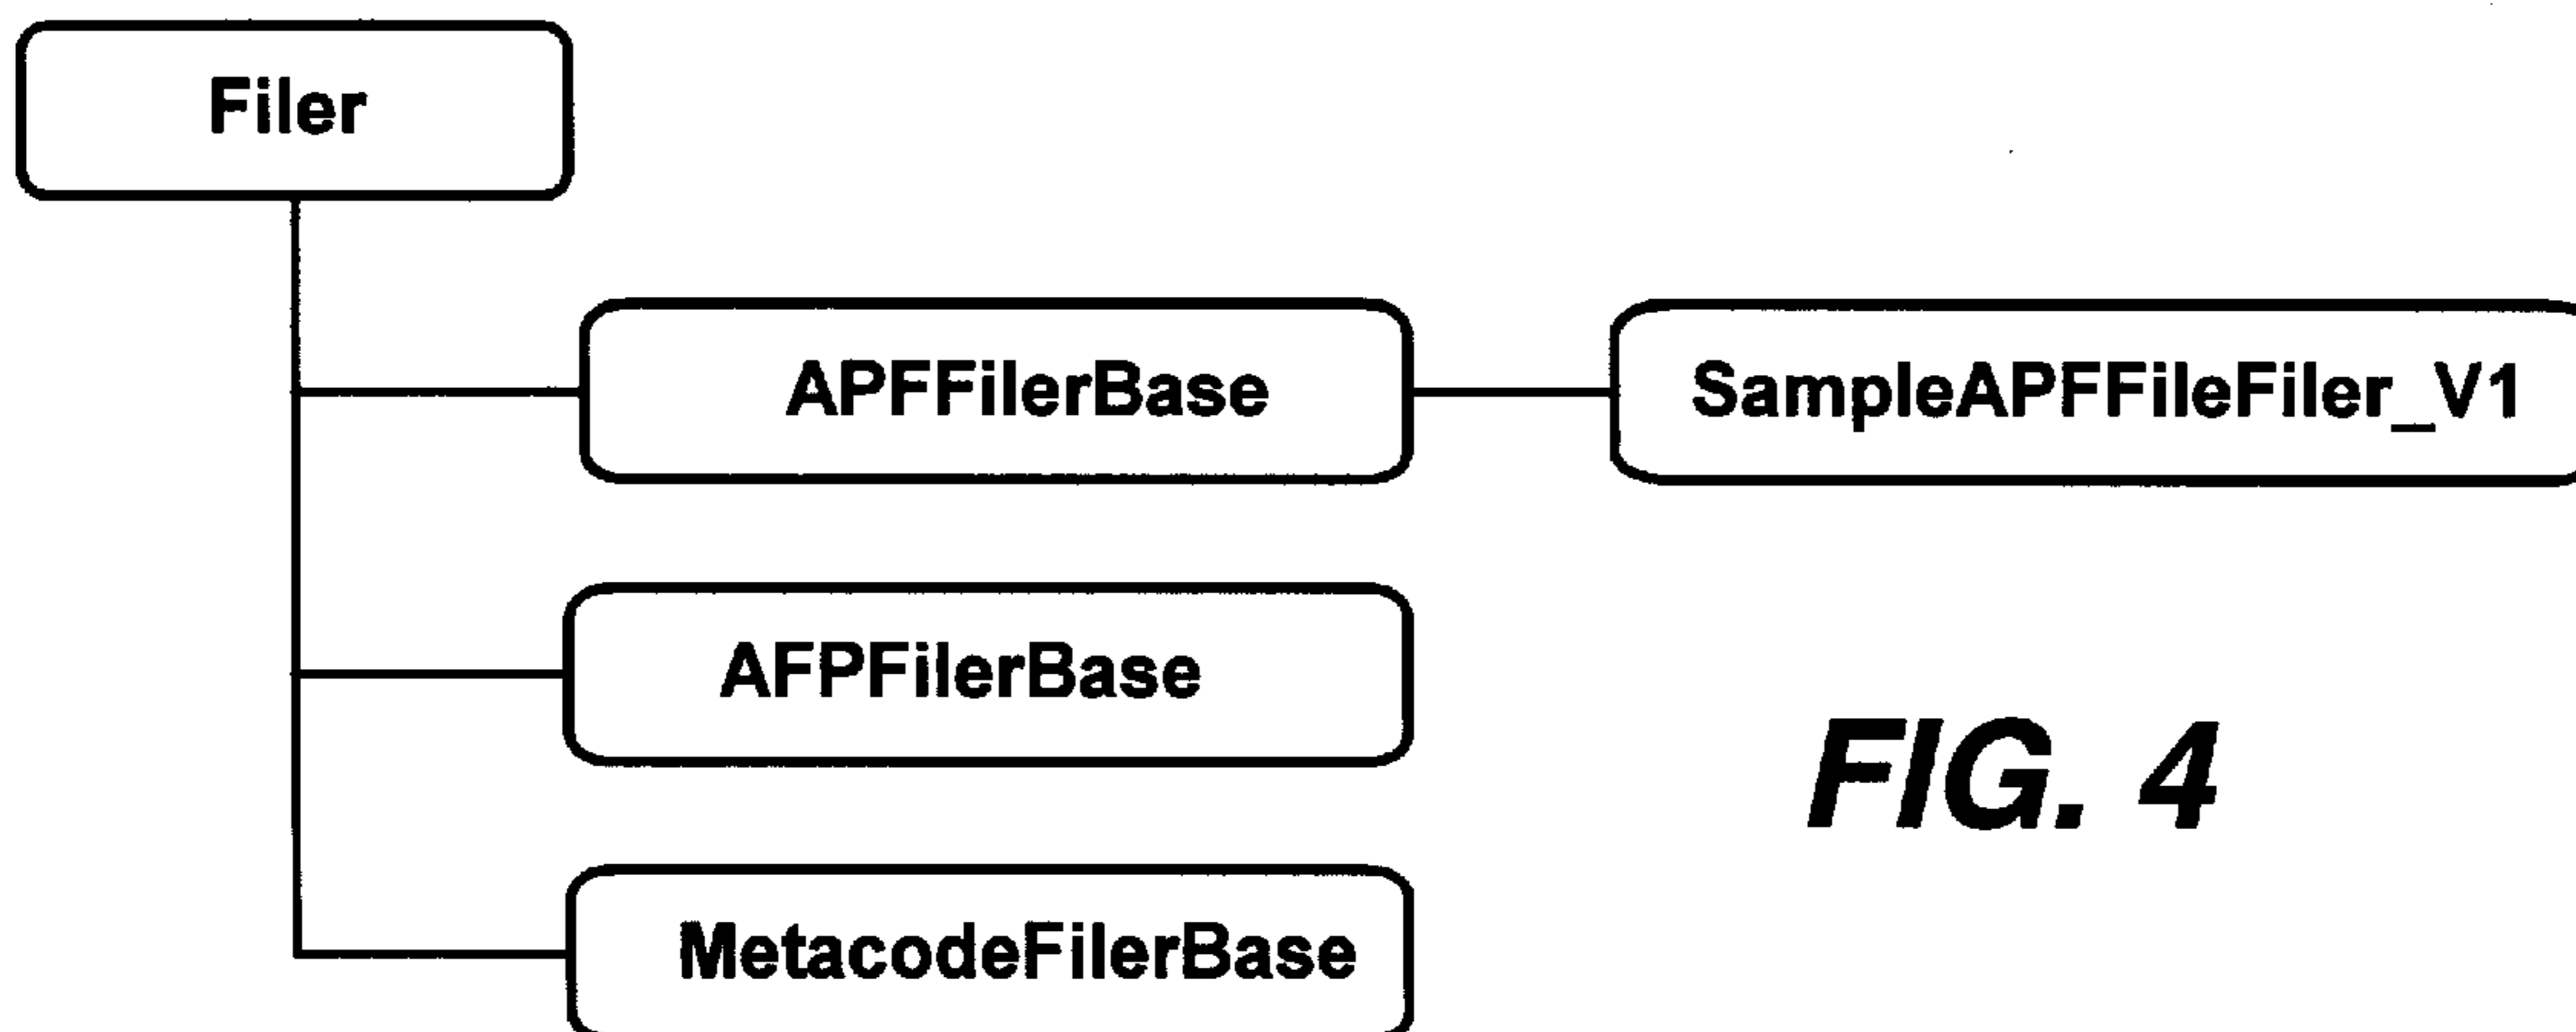 Filer
APFFilerBase
SampleAPFFileFiler_V1
AFPFilerBase
FIG. 4
MetacodeFilerBase